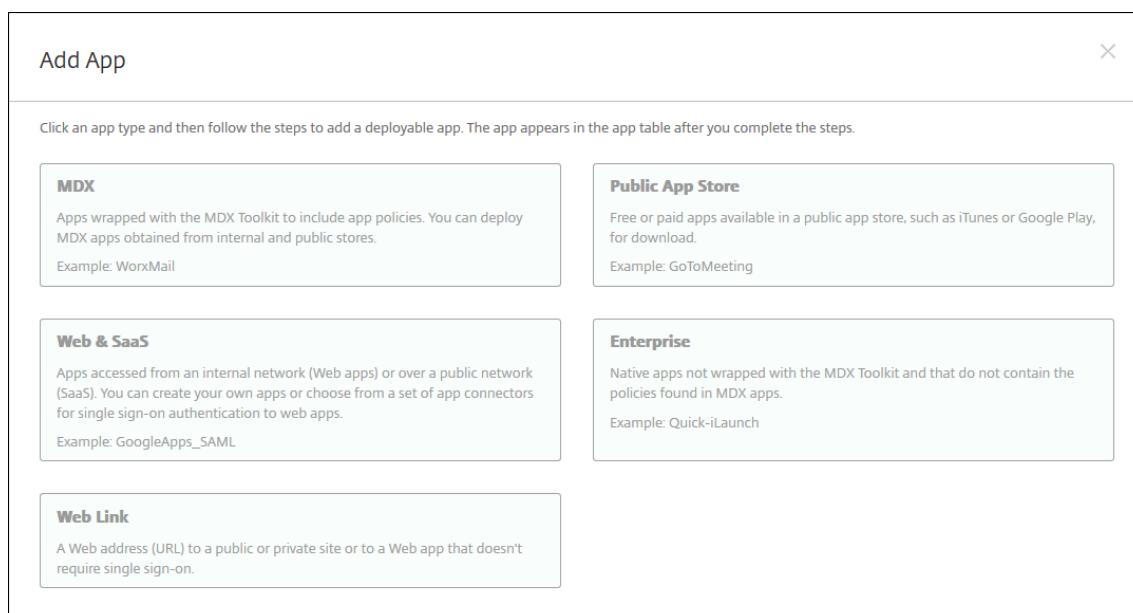 Add App
Click an app type and then follow the steps to add a deployable app. The app appears in the app table after you complete the steps.
MDX
Apps wrapped with the MDX Toolkit to include app policies. You can deploy
MDX apps obtained from internal and public stores.
Example: WorxMail
Public App Store
Free or paid apps available in a public app store, such as iTunes or Google Play,
for download.
Example: GoToMeeting
Web & SaaS
Apps accessed from an internal network (Web apps) or over a public network
(SaaS). You can create your own apps or choose from a set of app connectors
for single sign-on authentication to web apps.
Example: GoogleApps_SAML
Enterprise
Native apps not wrapped with the MDX Toolkit and that do not contain the
policies found in MDX apps.
Example: Quick-iLaunch
Web Link
A Web address (URL) to a public or private site or to a Web app that doesn't
require single sign-on.